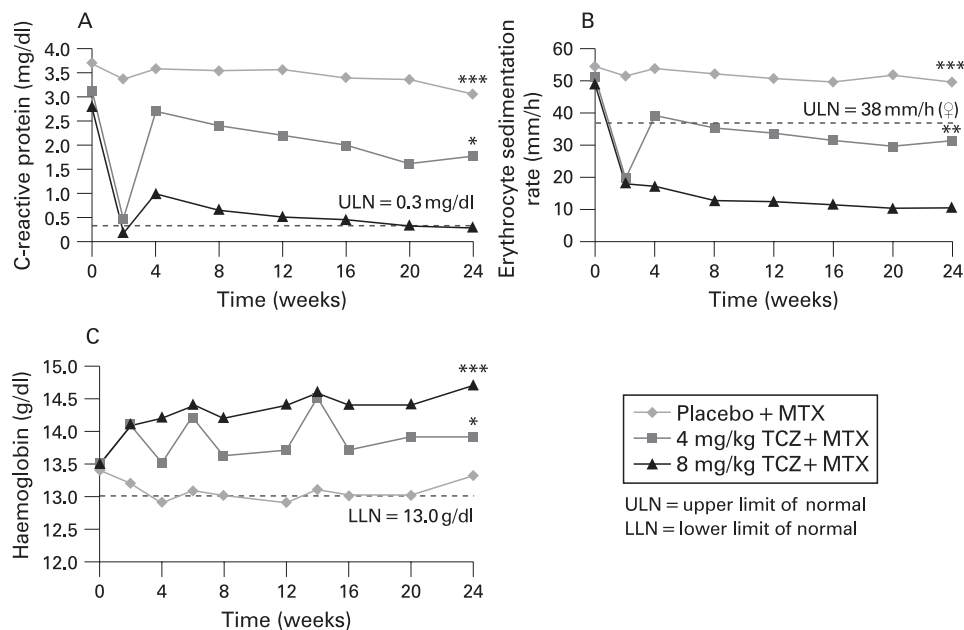 A
C-reactive protein (mg/dl)
4.0
3.5
3.0
2.5
2.0
1.5
1.0
0.5
0
***
*
ULN = 0.3 mg/dl
0 4 8 12 16 20 24
Time (weeks)
B
Erythrocyte sedimentation
rate (mm/h)
60
50
40
30
20
10
0
***
ULN = 38 mm/h (♀)
**
0 4 8 12 16 20 24
Time (weeks)
C
Haemoglobin (g/dl)
15.0
14.5
14.0
13.5
13.0
12.5
12.0
***
*
LLN = 13.0 g/dl
0 4 8 12 16 20 24
Time (weeks)
Placebo + MTX
4 mg/kg TCZ + MTX
8 mg/kg TCZ + MTX
ULN = upper limit of normal
LLN = lower limit of normal